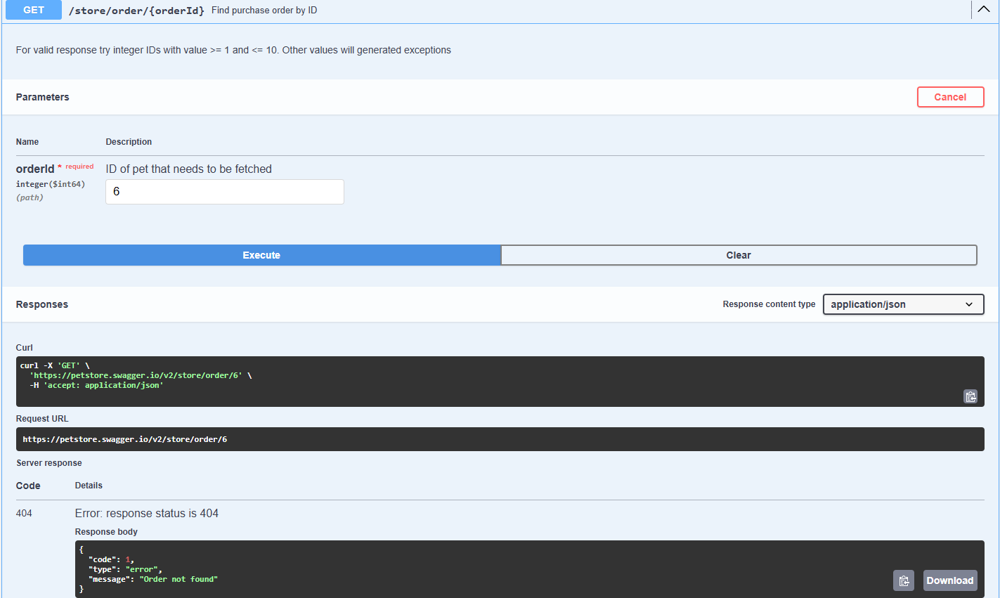 GET /store/order/{orderId} Find purchase order by ID
For valid response try integer IDs with value >= 1 and <= 10. Other values will generated exceptions
Parameters
Cancel
Name Description
orderId * required ID of pet that needs to be fetched
integer($int64)
(path)
6
Execute Clear
Responses Response content type application/json
Curl
curl -X 'GET' \
  'https://petstore.swagger.io/v2/store/order/6' \
  -H 'accept: application/json'
Request URL
https://petstore.swagger.io/v2/store/order/6
Server response
Code Details
404 Error: response status is 404
Response body
{
  "code": 1,
  "type": "error",
  "message": "Order not found"
}
Download